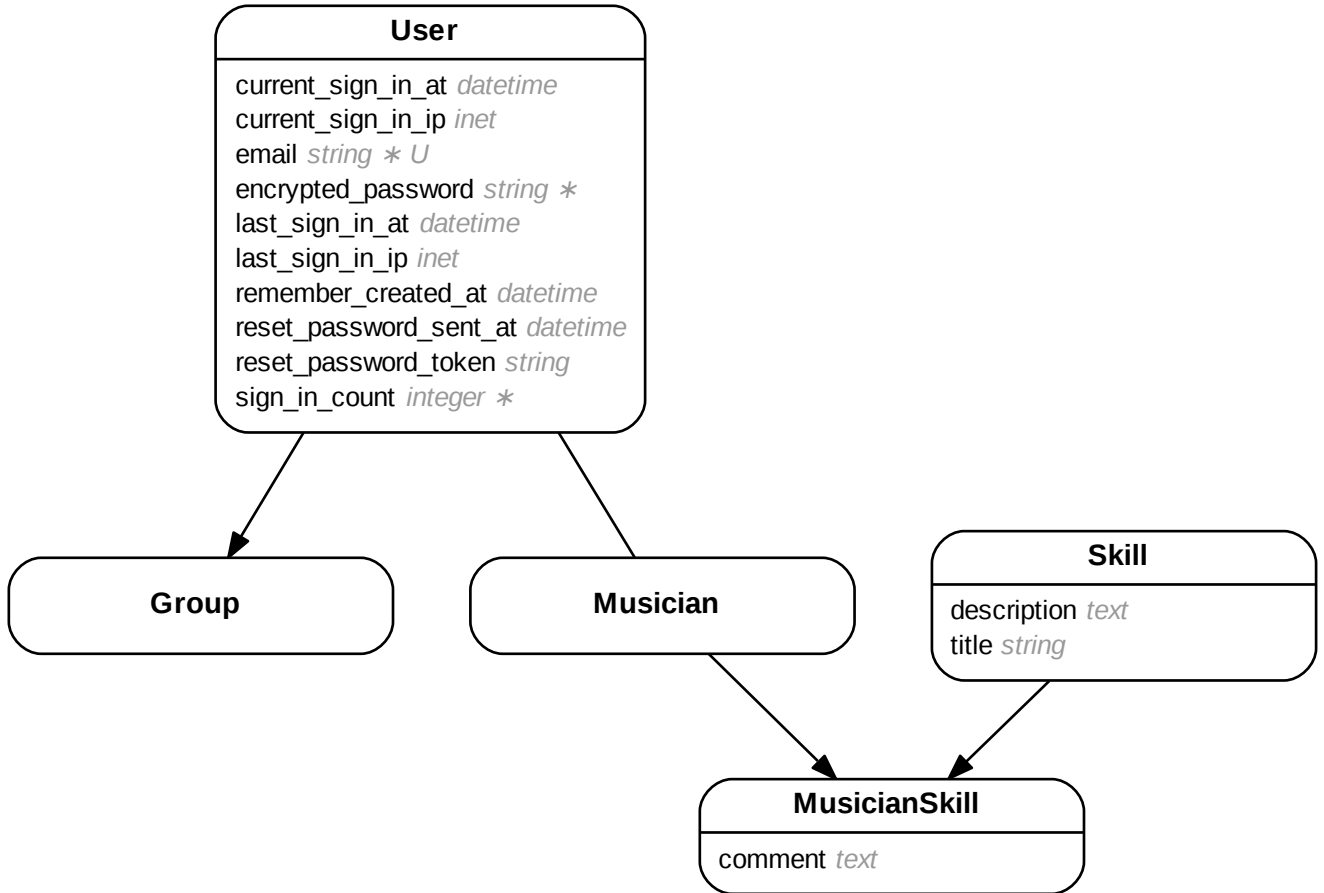 User
current_sign_in_at datetime
current_sign_in_ip inet
email string ∗ U
encrypted_password string ∗
last_sign_in_at datetime
last_sign_in_ip inet
remember_created_at datetime
reset_password_sent_at datetime
reset_password_token string
sign_in_count integer ∗
Group
Musician
Skill
description text
title string
MusicianSkill
comment text